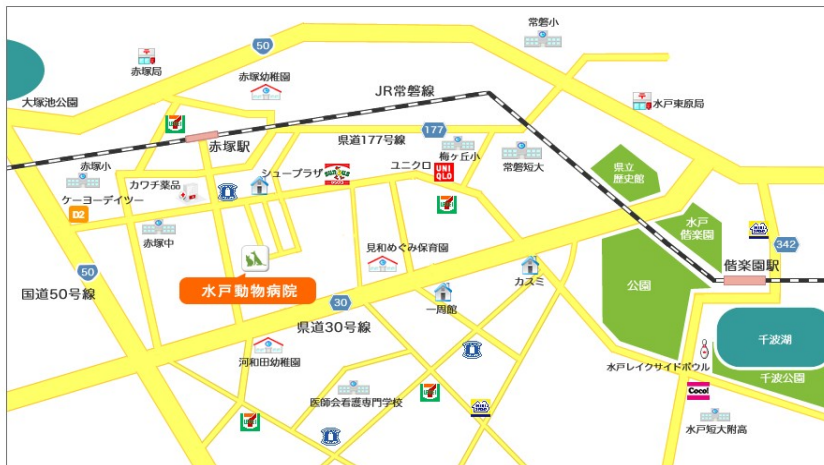 常磐小
50
赤塚局
JR常磐線
赤塚幼稚園
大塚池公園
水戸東原局
赤塚駅
県道177号線
177
梅ヶ丘小
常磐短大
赤塚小
カワチ薬品
シュープラザ
ユニクロ
UNI
QLO
県立
歴史館
ケーヨーデイツー
D2
赤塚中
水戸
偕楽園
342
見和めぐみ保育園
50
国道50号線
水戸動物病院
カスミ
公園
偕楽園駅
30
県道30号線
一周館
千波湖
河和田幼稚園
水戸レイクサイドボウル
千波公園
医師会看護専門学校
Coco!
水戸短大附高